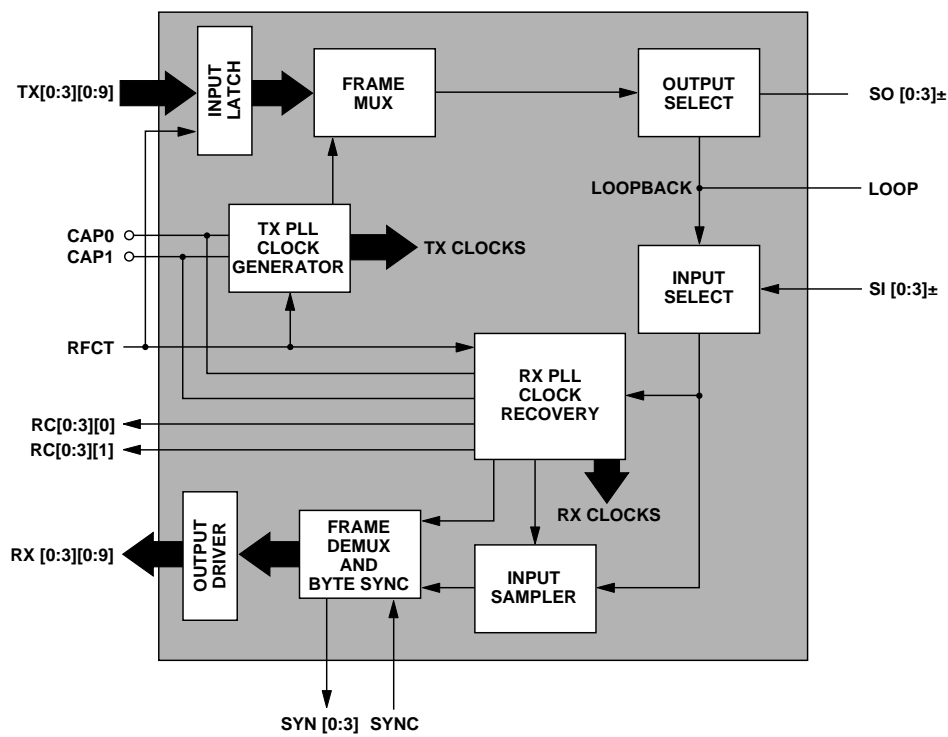 TX[0:3][0:9]
INPUT
LATCH
FRAME
MUX
OUTPUT
SELECT
SO [0:3]±
LOOPBACK
LOOP
CAP0
CAP1
TX PLL
CLOCK
GENERATOR
TX CLOCKS
INPUT
SELECT
SI [0:3]±
RFCT
RX PLL
CLOCK
RECOVERY
RC[0:3][0]
RC[0:3][1]
RX CLOCKS
RX [0:3][0:9]
OUTPUT
DRIVER
FRAME
DEMUX
AND
BYTE SYNC
INPUT
SAMPLER
SYN [0:3]
SYNC